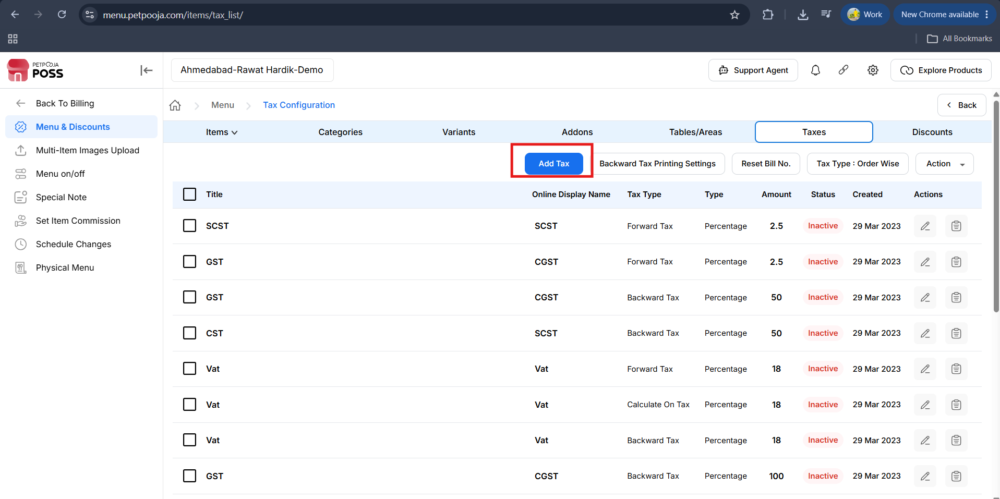 menu.petpooja.com/items/tax_list/
Work
New Chrome available
All Bookmarks
PETPOOJA
POSS
Ahmedabad-Rawat Hardik-Demo
Support Agent
Explore Products
Back To Billing
Menu & Discounts
Multi-Item Images Upload
Menu on/off
Special Note
Set Item Commission
Schedule Changes
Physical Menu
Menu
Tax Configuration
Back
Items Categories Variants Addons Tables/Areas Taxes Discounts
Add Tax Backward Tax Printing Settings Reset Bill No. Tax Type : Order Wise Action
Title Online Display Name Tax Type Type Amount Status Created Actions
SCST SCST Forward Tax Percentage 2.5 Inactive 29 Mar 2023
GST CGST Forward Tax Percentage 2.5 Inactive 29 Mar 2023
GST CGST Backward Tax Percentage 50 Inactive 29 Mar 2023
CST SCST Backward Tax Percentage 50 Inactive 29 Mar 2023
Vat Vat Forward Tax Percentage 18 Inactive 29 Mar 2023
Vat Vat Calculate On Tax Percentage 18 Inactive 29 Mar 2023
Vat Vat Backward Tax Percentage 18 Inactive 29 Mar 2023
GST CGST Backward Tax Percentage 100 Inactive 29 Mar 2023